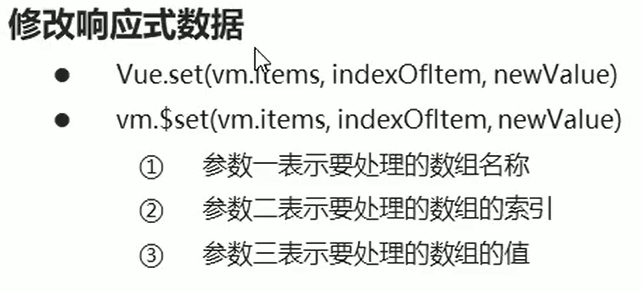 修改响应式数据
● Vue.set(vm.items, indexOfItem, newValue)
● vm.$set(vm.items, indexOfItem, newValue)
① 参数一表示要处理的数组名称
② 参数二表示要处理的数组的索引
③ 参数三表示要处理的数组的值